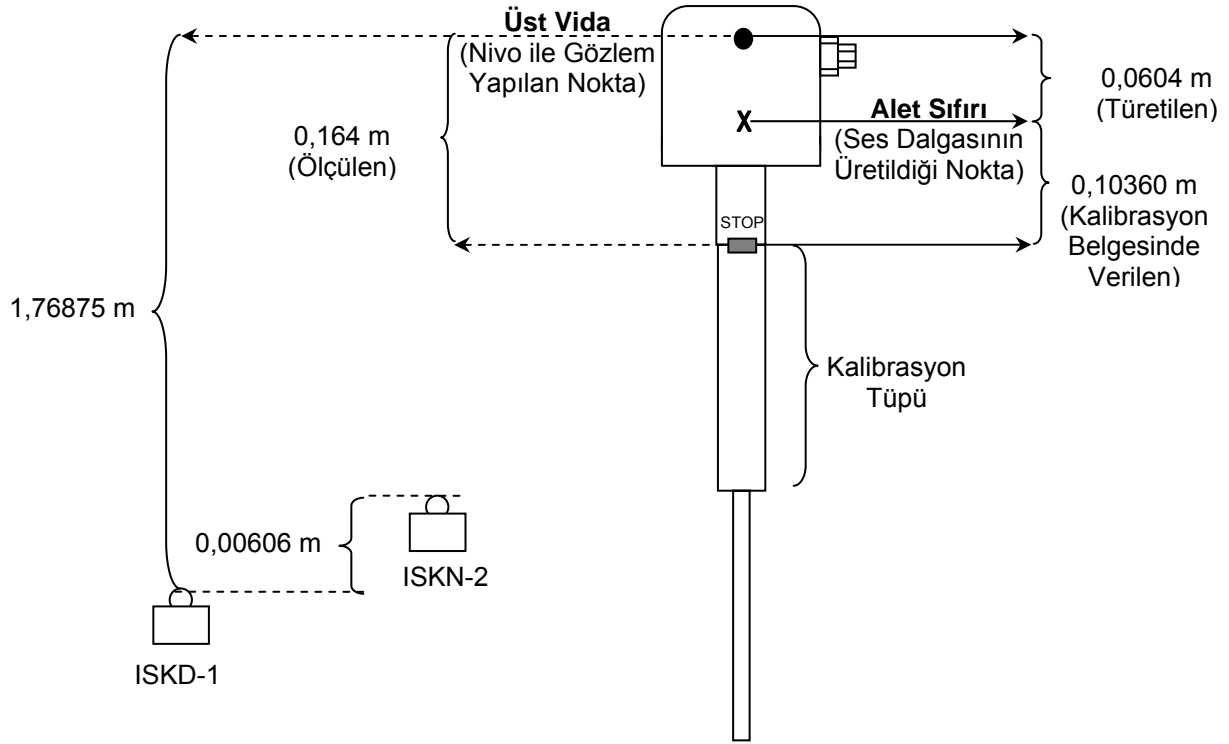 Üst Vida
(Nivo ile Gözlem
Yapılan Nokta)
0,0604 m
(Türetilen)
Alet Sıfırı
(Ses Dalgasının
Üretildiği Nokta)
0,164 m
(Ölçülen)
0,10360 m
(Kalibrasyon
Belgesinde
Verilen)
X
STOP
1,76875 m
Kalibrasyon
Tüpü
0,00606 m
ISKN-2
ISKD-1